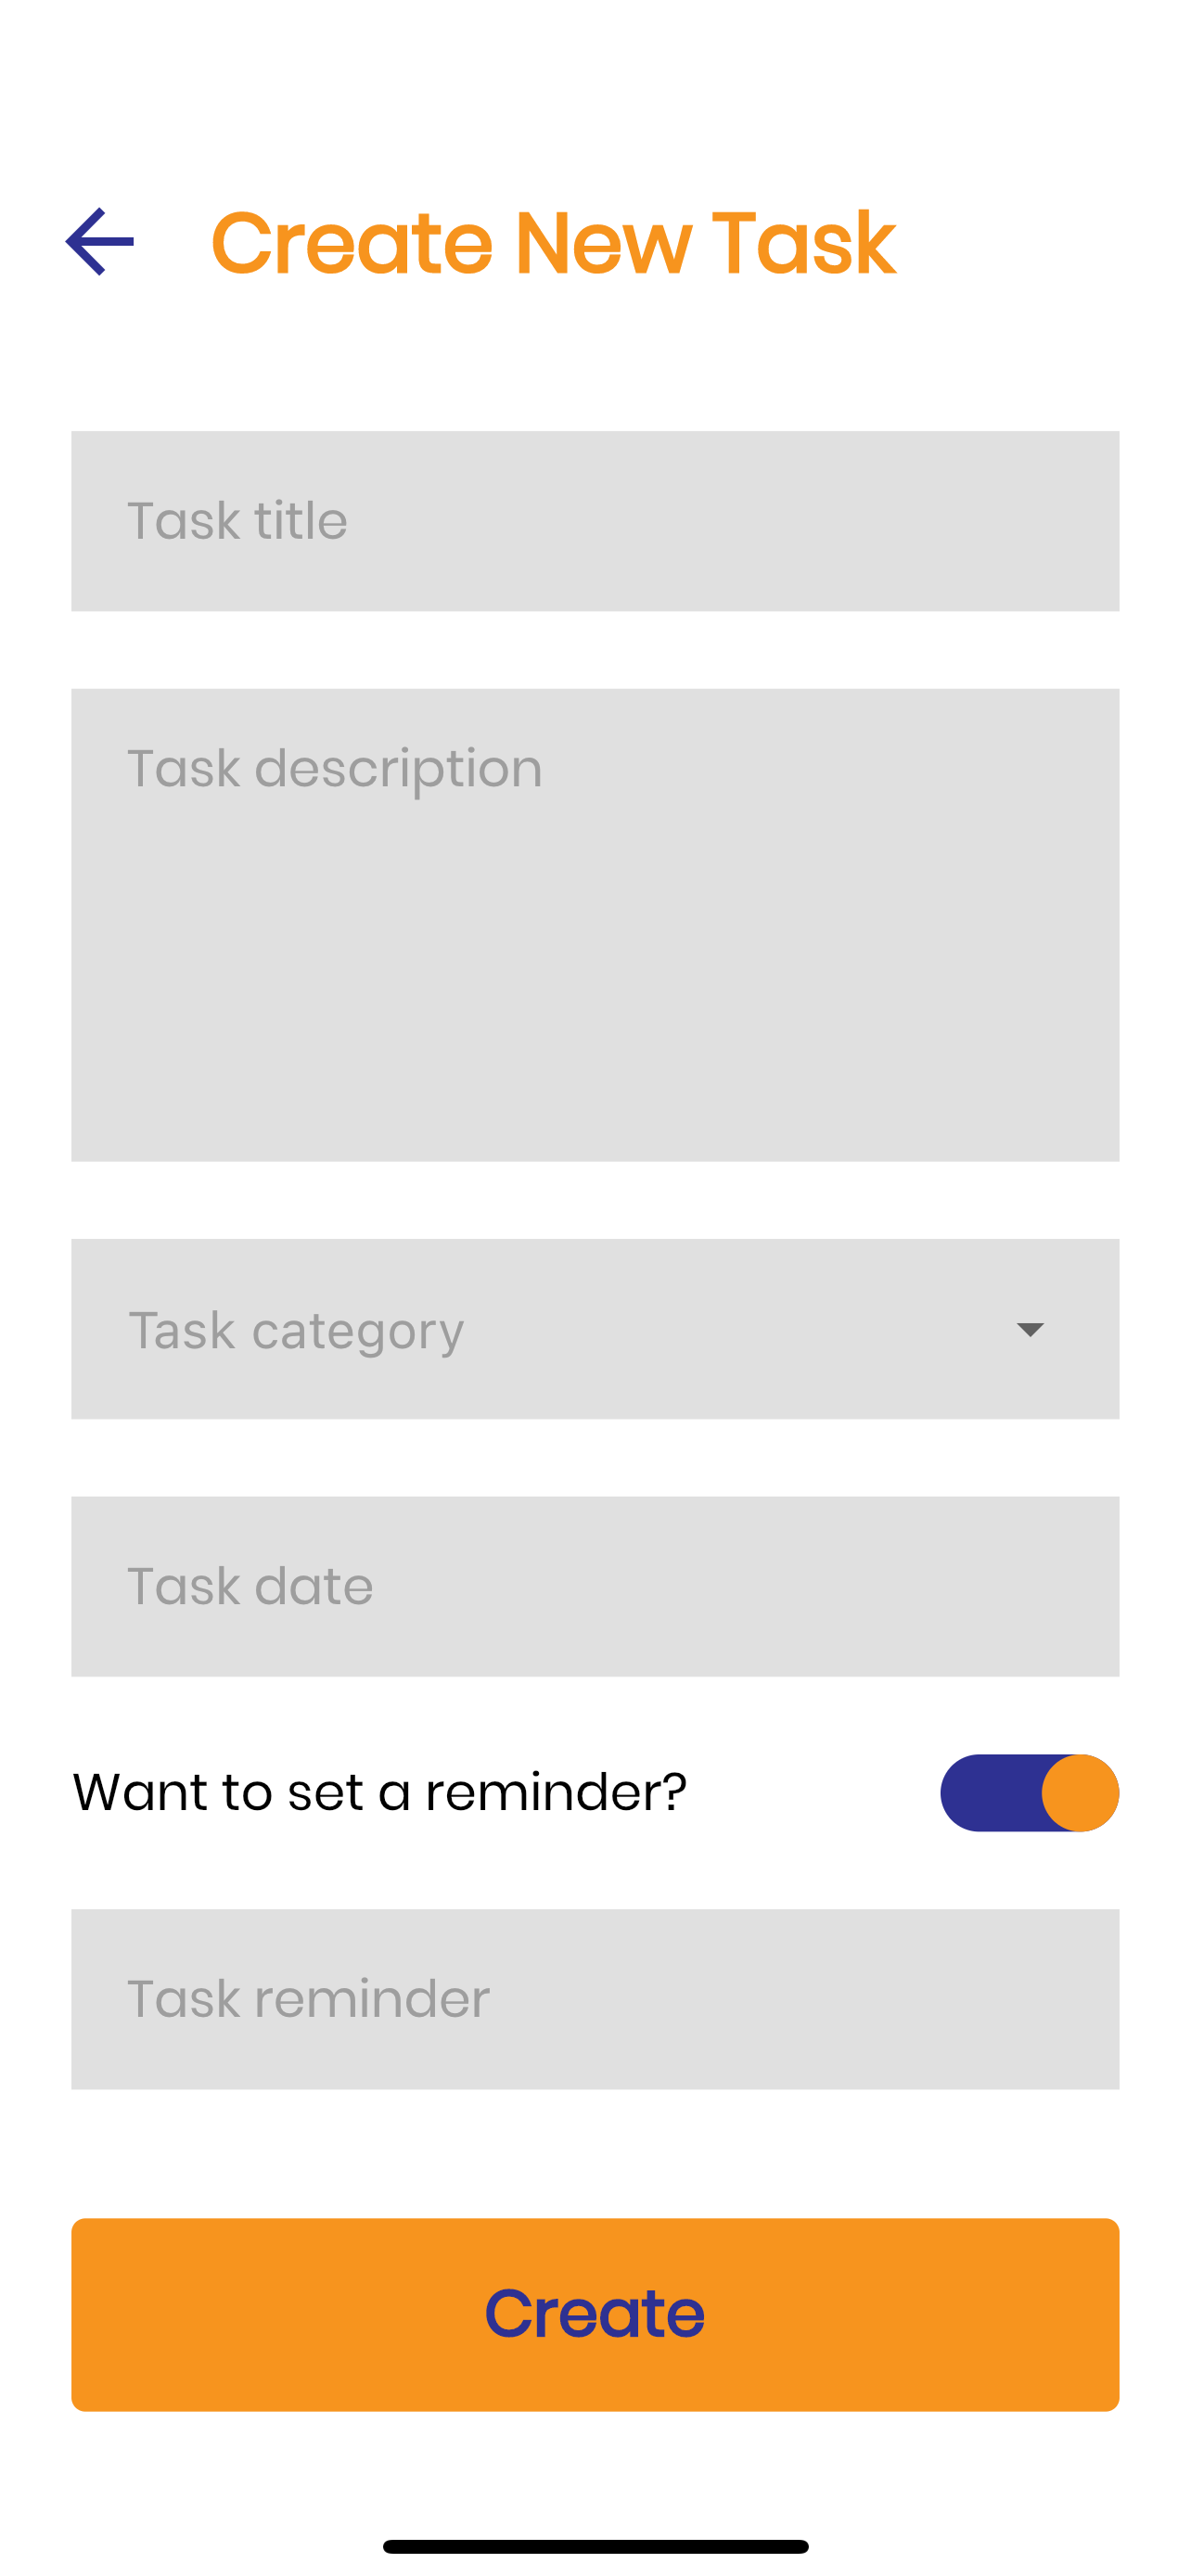 Create New Task
Task title
Task description
Task category
Task date
Want to set a reminder?
Task reminder
Create